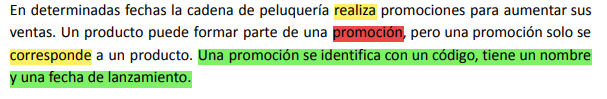 En determinadas fechas la cadena de peluquería realiza promociones para aumentar sus
ventas. Un producto puede formar parte de una promoción, pero una promoción solo se
corresponde a un producto. Una promoción se identifica con un código, tiene un nombre
y una fecha de lanzamiento.